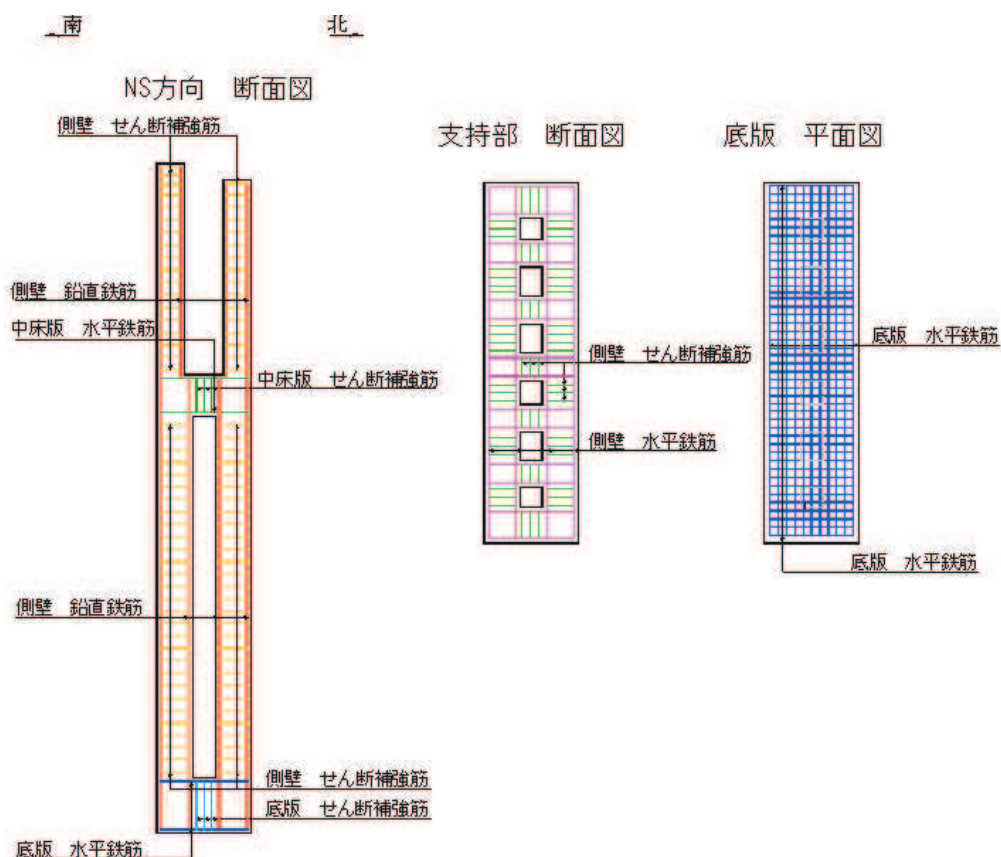 南 北
NS方向 断面図
側壁 せん断補強筋
側壁 鉛直鉄筋
中床版 水平鉄筋
中床版 せん断補強筋
側壁 鉛直鉄筋
側壁 せん断補強筋
底版 せん断補強筋
底版 水平鉄筋
支持部 断面図
側壁 せん断補強筋
側壁 水平鉄筋
底版 平面図
底版 水平鉄筋
底版 水平鉄筋